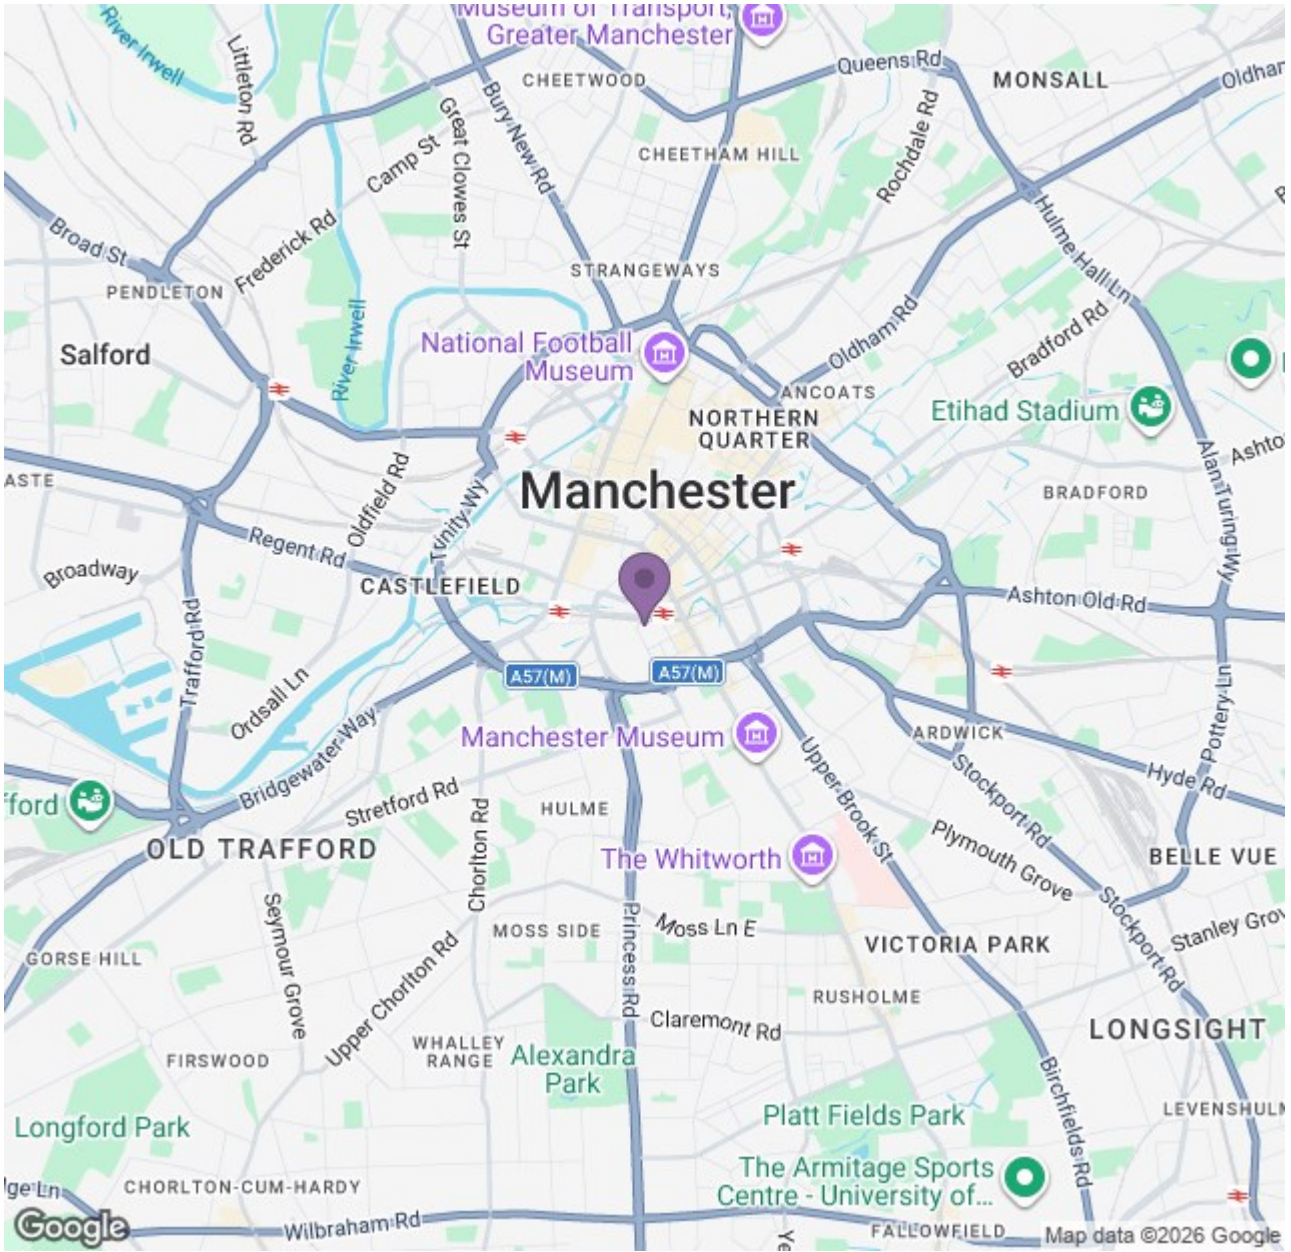 Museum of Transport,
Greater Manchester
River Irwell
Littleton Rd
CHEETWOOD
Queens Rd
MONSALL
Great Clowes St
Bury New Rd
Camp St
CHEETHAM HILL
Rochdale Rd
Hulme Hall Ln
Broad St
Frederick Rd
PENDLETON
STRANGEWAYS
River Irwell
Salford
National Football
Museum
Oldham Rd
Bradford Rd
ANCOATS
NORTHERN
QUARTER
Etihad Stadium
Alan Turing Wy
Manchester
BRADFORD
Oldfield Rd
Regent Rd
Broadway
CASTLEFIELD
Ashton Old Rd
Trafford Rd
Ordsall Ln
A57(M)
A57(M)
Pottery Ln
Bridgewater Way
Manchester Museum
ARDWICK
Upper Brook St
Stockport Rd
Hyde Rd
Stretford Rd
Chorlton Rd
HULME
OLD TRAFFORD
The Whitworth
Plymouth Grove
BELLE VUE
Seymour Grove
Princess Rd
MOSS SIDE
Moss Ln E
VICTORIA PARK
Stockport Rd
GORSE HILL
Upper Chorlton Rd
RUSHOLME
Claremont Rd
LONGSIGHT
FIRSWOOD
WHALLEY
RANGE
Alexandra
Park
Birchfields Rd
Longford Park
Platt Fields Park
The Armitage Sports
Centre - University of...
CHORLTON-CUM-HARDY
Wilbraham Rd
FALLOWFIELD
Google
Map data ©2026 Google